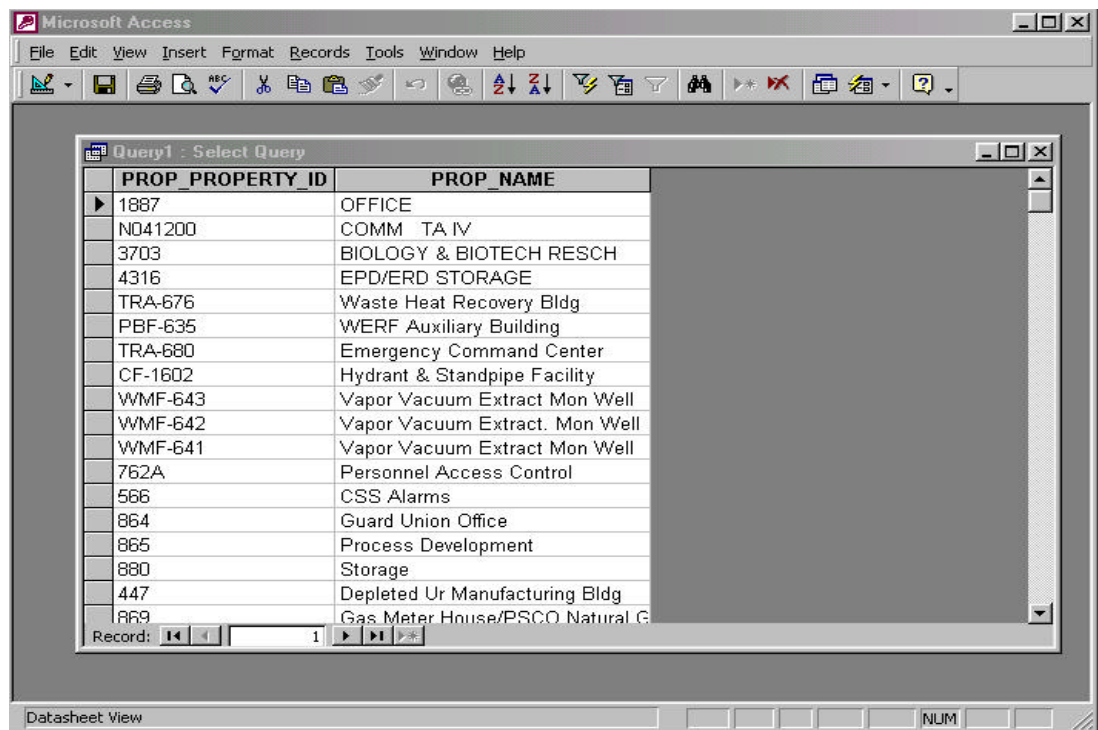 Microsoft Access
File Edit View Insert Format Records Tools Window Help
Query1 : Select Query
PROP_PROPERTY_ID PROP_NAME
1887 OFFICE
N041200 COMM TA IV
3703 BIOLOGY & BIOTECH RESCH
4316 EPD/ERD STORAGE
TRA-676 Waste Heat Recovery Bldg
PBF-635 WERF Auxiliary Building
TRA-680 Emergency Command Center
CF-1602 Hydrant & Standpipe Facility
WMF-643 Vapor Vacuum Extract Mon Well
WMF-642 Vapor Vacuum Extract. Mon Well
WMF-641 Vapor Vacuum Extract Mon Well
762A Personnel Access Control
566 CSS Alarms
864 Guard Union Office
865 Process Development
880 Storage
447 Depleted Ur Manufacturing Bldg
869 Gas Meter House/PSCO Natural G
Record: 1
Datasheet View NUM